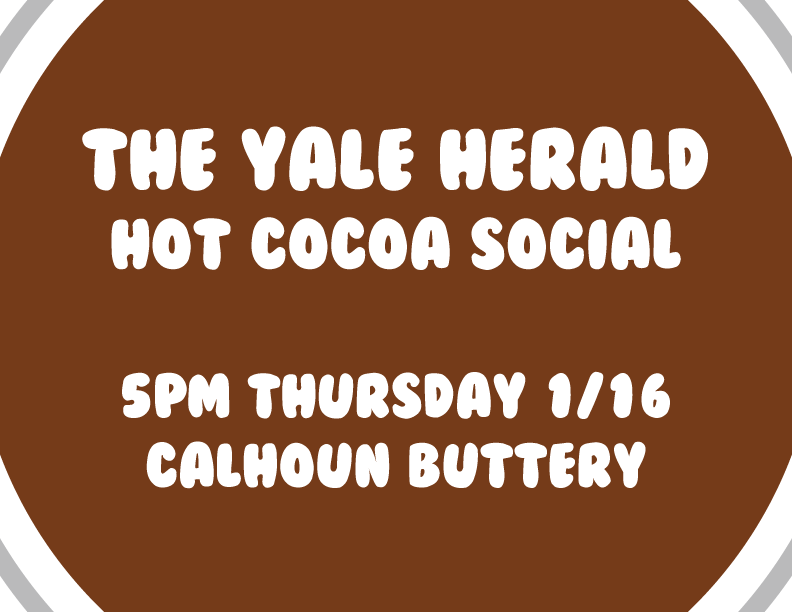 THE YALE HERALD
HOT COCOA SOCIAL
5PM THURSDAY 1/16
CALHOUN BUTTERY